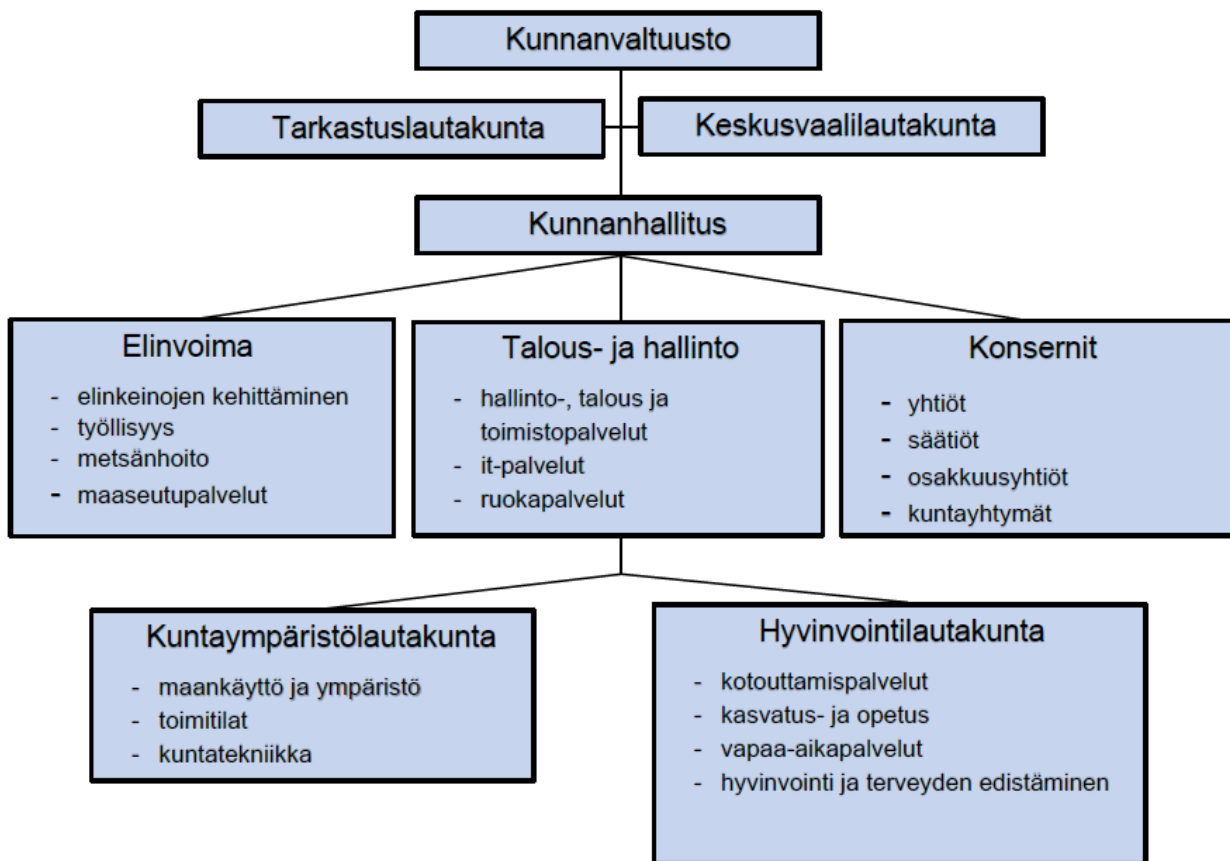 Kunnanvaltuusto
Tarkastuslautakunta
Keskusvaalilautakunta
Kunnanhallitus
Elinvoima
- elinkeinojen kehittäminen
- työllisyys
- metsänhoito
- maaseutupalvelut
Talous- ja hallinto
- hallinto-, talous ja
toimistopalvelut
- it-palvelut
- ruokapalvelut
Konsernit
- yhtiöt
- säätiöt
- osakkuusyhtiöt
- kuntayhtymät
Kuntaympäristölautakunta
- maankäyttö ja ympäristö
- toimitilat
- kuntatekniikka
Hyvinvointilautakunta
- kotouttamispalvelut
- kasvatus- ja opetus
- vapaa-aikapalvelut
- hyvinvointi ja terveyden edistäminen